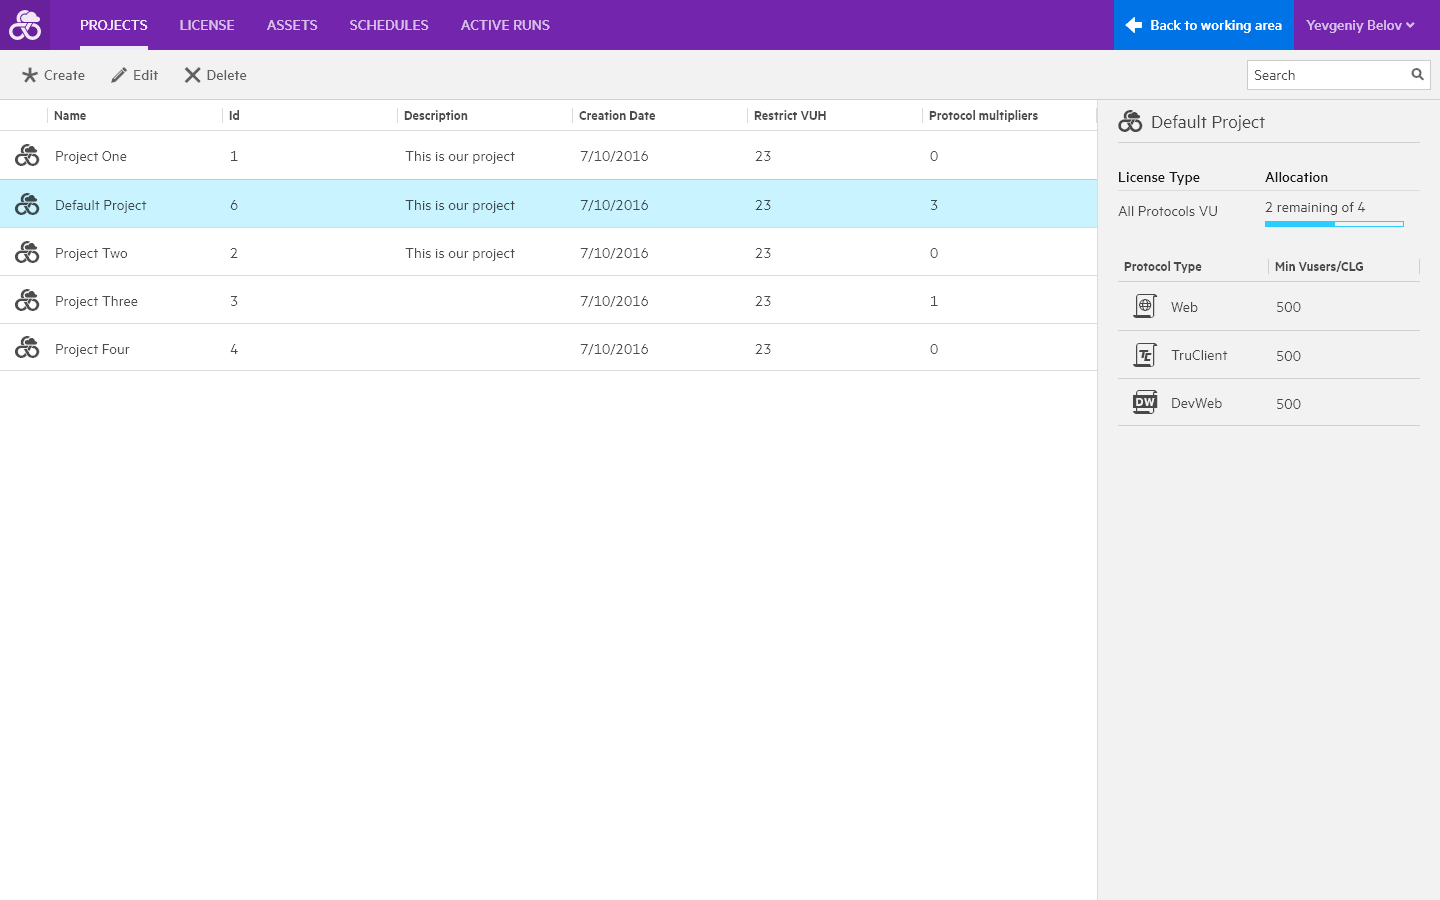 PROJECTS LICENSE ASSETS SCHEDULES ACTIVE RUNS Back to working area Yevgeniy Belov
Create Edit Delete Search
Name Id Description Creation Date Restrict VUH Protocol multipliers
Project One 1 This is our project 7/10/2016 23 0
Default Project 6 This is our project 7/10/2016 23 3
Project Two 2 This is our project 7/10/2016 23 0
Project Three 3 7/10/2016 23 1
Project Four 4 7/10/2016 23 0
Default Project
License Type Allocation
All Protocols VU 2 remaining of 4
Protocol Type Min Vusers/CLG
Web 500
TC TruClient 500
DW DevWeb 500